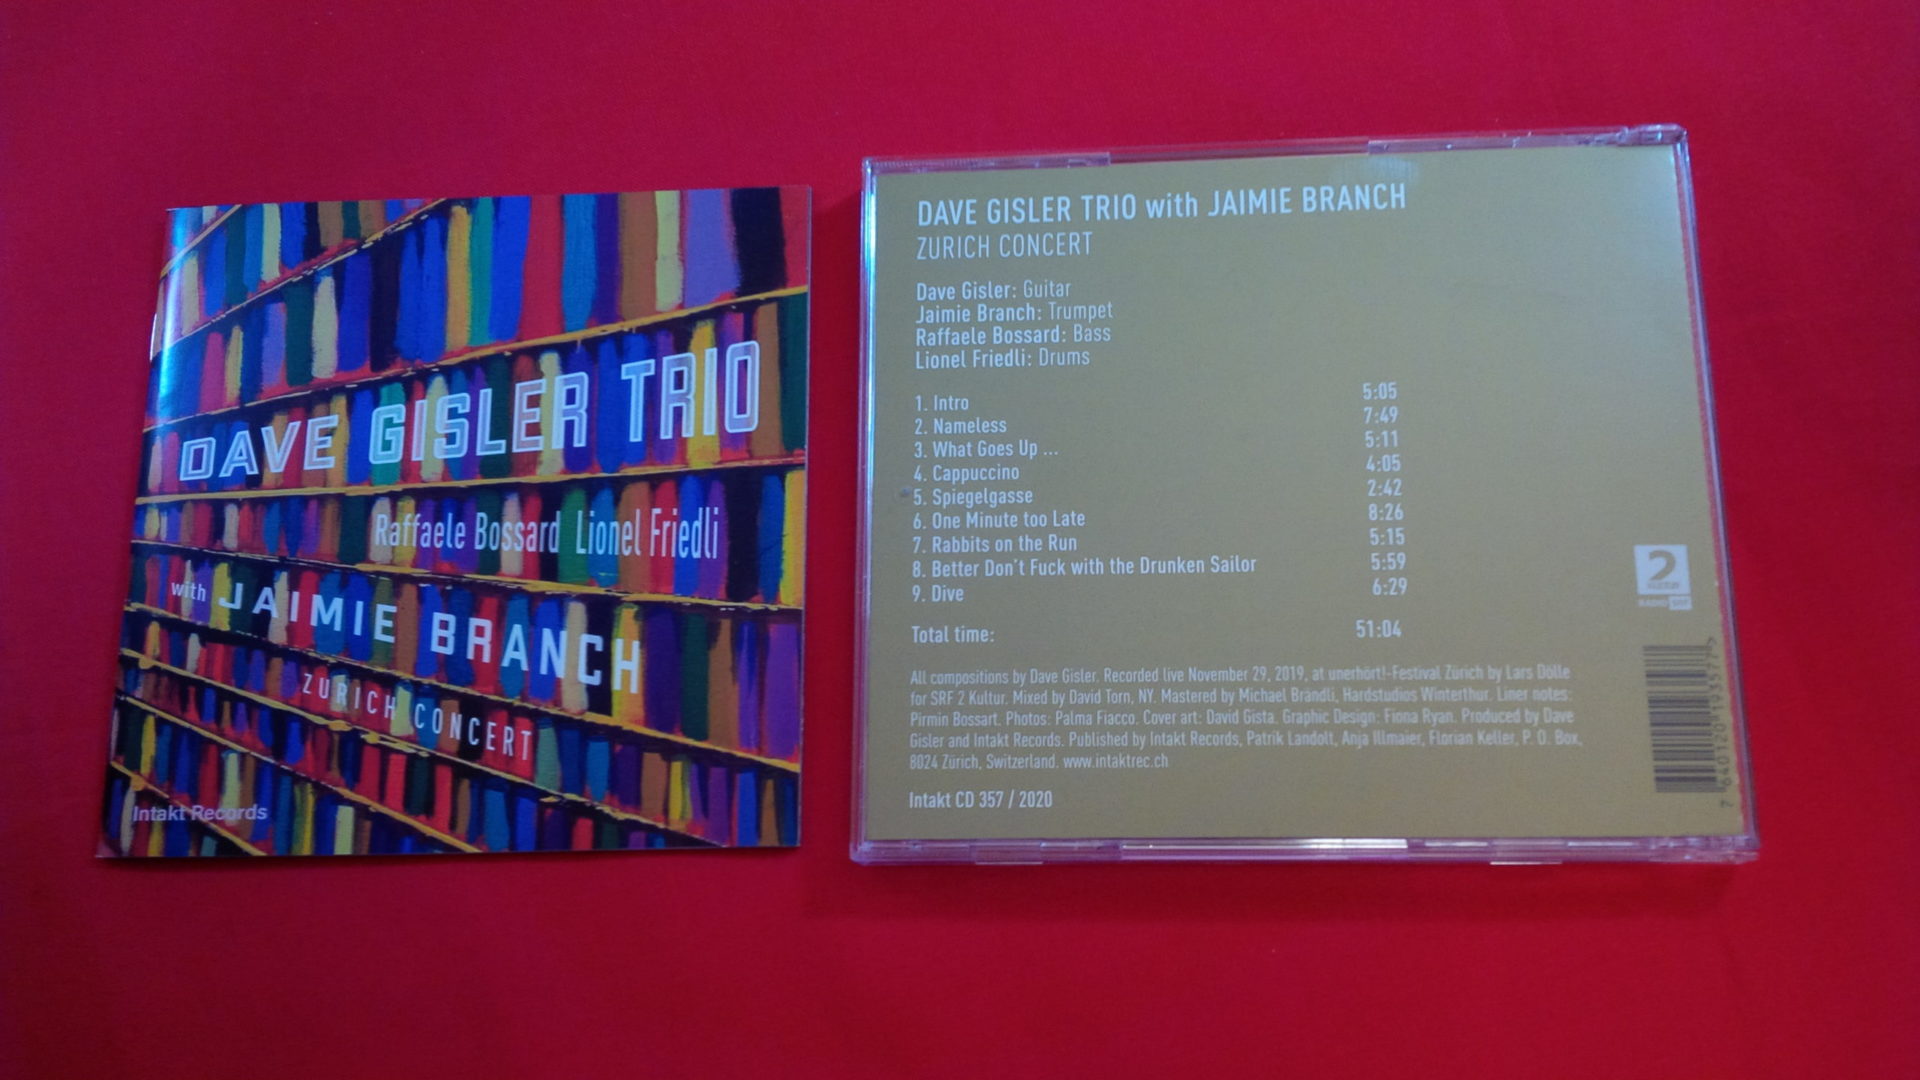 DAVE GISLER TRIO
Raffaele Bossard Lionel Friedli
with JAIMIE BRANCH
ZURICH CONCERT
Intakt Records
DAVE GISLER TRIO with JAIMIE BRANCH
ZURICH CONCERT
Dave Gisler: Guitar
Jaimie Branch: Trumpet
Raffaele Bossard: Bass
Lionel Friedli: Drums
1. Intro 5:05
2. Nameless 7:49
3. What Goes Up ... 5:11
4. Cappuccino 4:05
5. Spiegelgasse 2:42
6. One Minute too Late 8:26
7. Rabbits on the Run 5:15
8. Better Don't Fuck with the Drunken Sailor 5:59
9. Dive 6:29
Total time: 51:04
All compositions by Dave Gisler. Recorded live November 29, 2019, at unerhört!-Festival Zürich by Lars Dölle
for SRF 2 Kultur. Mixed by David Torn, NY. Mastered by Michael Brändli, Hardstudios Winterthur. Liner notes:
Pirmin Bossart. Photos: Palma Fiacco. Cover art: David Gista. Graphic Design: Fiona Ryan. Produced by Dave
Gisler and Intakt Records. Published by Intakt Records, Patrik Landolt, Anja Illmaier, Florian Keller, P. O. Box,
8024 Zürich, Switzerland. www.intaktrec.ch
Intakt CD 357 / 2020
2
KULTUR
RADIO SRF
7 640120 193577 >